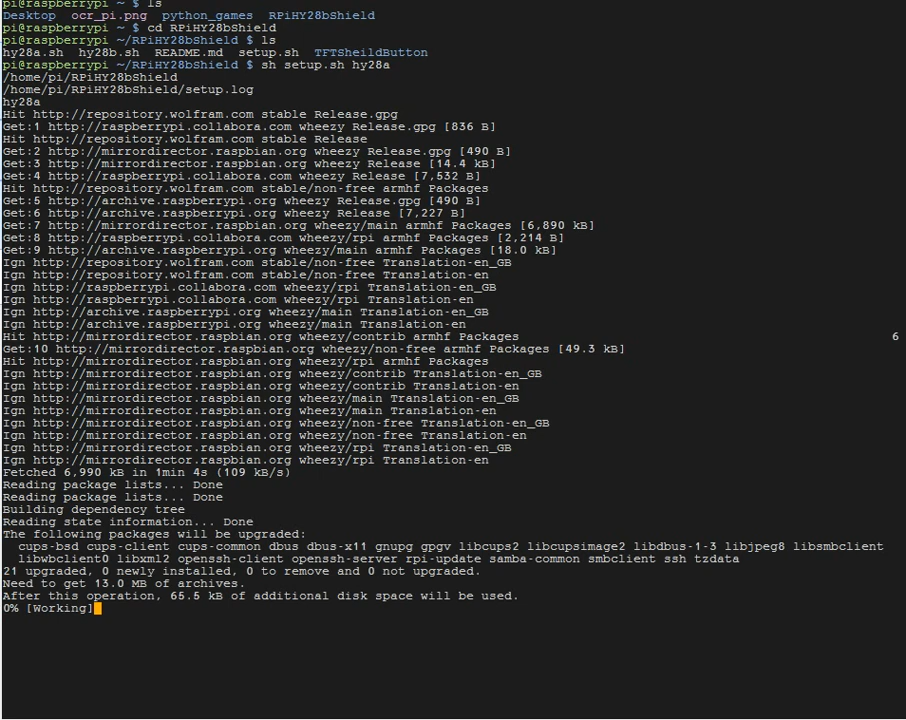 pi@raspberrypi ~ $ ls
Desktop  ocr_pi.png  python_games  RPiHY28bShield
pi@raspberrypi ~ $ cd RPiHY28bShield
pi@raspberrypi ~/RPiHY28bShield $ ls
hy28a.sh  hy28b.sh  README.md  setup.sh  TFTSheildButton
pi@raspberrypi ~/RPiHY28bShield $ sh setup.sh hy28a
/home/pi/RPiHY28bShield
/home/pi/RPiHY28bShield/setup.log
hy28a
Hit http://repository.wolfram.com stable Release.gpg
Get:1 http://raspberrypi.collabora.com wheezy Release.gpg [836 B]
Hit http://repository.wolfram.com stable Release
Get:2 http://mirrordirector.raspbian.org wheezy Release.gpg [490 B]
Get:3 http://mirrordirector.raspbian.org wheezy Release [14.4 kB]
Get:4 http://raspberrypi.collabora.com wheezy Release [7,532 B]
Hit http://repository.wolfram.com stable/non-free armhf Packages
Get:5 http://archive.raspberrypi.org wheezy Release.gpg [490 B]
Get:6 http://archive.raspberrypi.org wheezy Release [7,227 B]
Get:7 http://mirrordirector.raspbian.org wheezy/main armhf Packages [6,890 kB]
Get:8 http://raspberrypi.collabora.com wheezy/rpi armhf Packages [2,214 B]
Get:9 http://archive.raspberrypi.org wheezy/main armhf Packages [18.0 kB]
Ign http://repository.wolfram.com stable/non-free Translation-en_GB
Ign http://repository.wolfram.com stable/non-free Translation-en
Ign http://raspberrypi.collabora.com wheezy/rpi Translation-en_GB
Ign http://raspberrypi.collabora.com wheezy/rpi Translation-en
Ign http://archive.raspberrypi.org wheezy/main Translation-en_GB
Ign http://archive.raspberrypi.org wheezy/main Translation-en
Hit http://mirrordirector.raspbian.org wheezy/contrib armhf Packages 6
Get:10 http://mirrordirector.raspbian.org wheezy/non-free armhf Packages [49.3 kB]
Hit http://mirrordirector.raspbian.org wheezy/rpi armhf Packages
Ign http://mirrordirector.raspbian.org wheezy/contrib Translation-en_GB
Ign http://mirrordirector.raspbian.org wheezy/contrib Translation-en
Ign http://mirrordirector.raspbian.org wheezy/main Translation-en_GB
Ign http://mirrordirector.raspbian.org wheezy/main Translation-en
Ign http://mirrordirector.raspbian.org wheezy/non-free Translation-en_GB
Ign http://mirrordirector.raspbian.org wheezy/non-free Translation-en
Ign http://mirrordirector.raspbian.org wheezy/rpi Translation-en_GB
Ign http://mirrordirector.raspbian.org wheezy/rpi Translation-en
Fetched 6,990 kB in 1min 4s (109 kB/s)
Reading package lists... Done
Reading package lists... Done
Building dependency tree
Reading state information... Done
The following packages will be upgraded:
  cups-bsd cups-client cups-common dbus dbus-x11 gnupg gpgv libcups2 libcupsimage2 libdbus-1-3 libjpeg8 libsmbclient
  libwbclient0 libxml2 openssh-client openssh-server rpi-update samba-common smbclient ssh tzdata
21 upgraded, 0 newly installed, 0 to remove and 0 not upgraded.
Need to get 13.0 MB of archives.
After this operation, 65.5 kB of additional disk space will be used.
0% [Working]